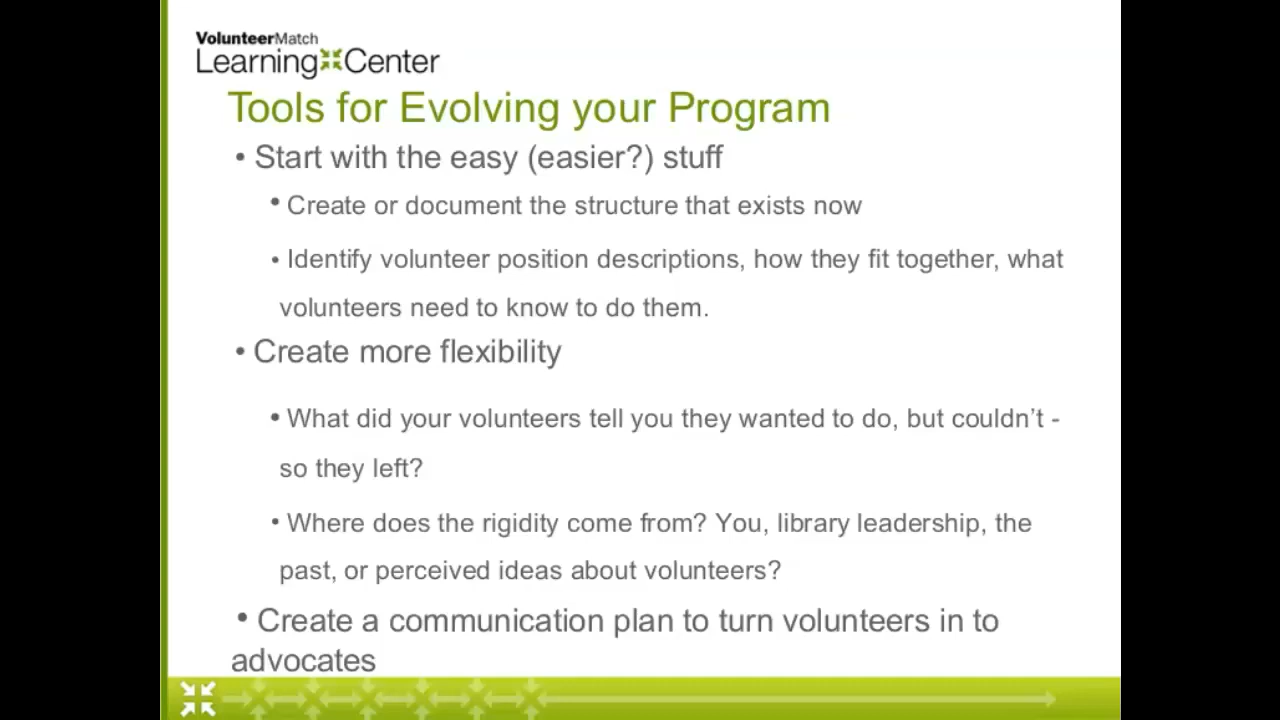 VolunteerMatch
Learning Center
Tools for Evolving your Program
• Start with the easy (easier?) stuff
• Create or document the structure that exists now
• Identify volunteer position descriptions, how they fit together, what
volunteers need to know to do them.
• Create more flexibility
• What did your volunteers tell you they wanted to do, but couldn’t -
so they left?
• Where does the rigidity come from? You, library leadership, the
past, or perceived ideas about volunteers?
• Create a communication plan to turn volunteers in to
advocates